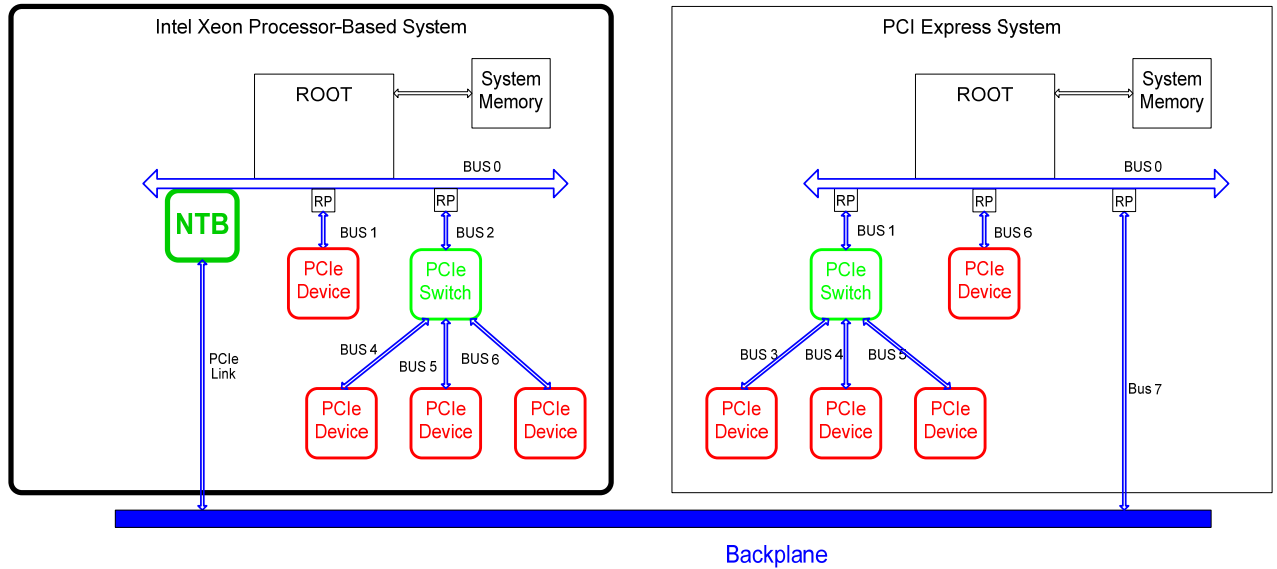 Intel Xeon Processor-Based System
ROOT
System
Memory
BUS 0
NTB
RP
RP
BUS 1
BUS 2
PCIe
Device
PCIe
Switch
PCIe
Link
BUS 4
BUS 5
BUS 6
PCIe
Device
PCIe
Device
PCIe
Device
PCI Express System
ROOT
System
Memory
BUS 0
RP
RP
RP
BUS 1
BUS 6
PCIe
Switch
PCIe
Device
BUS 3
BUS 4
BUS 5
Bus 7
PCIe
Device
PCIe
Device
PCIe
Device
Backplane